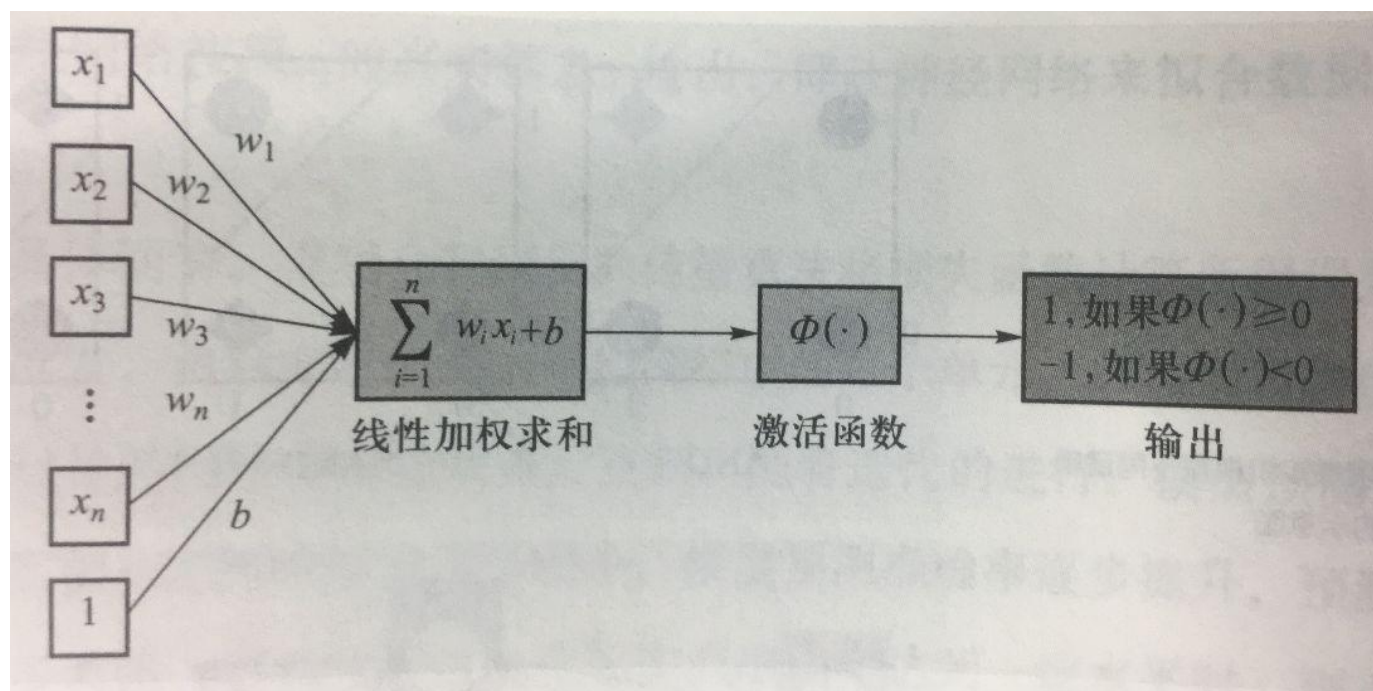 x₁
w₁
x₂
w₂
x₃
w₃
⋮
wₙ
xₙ
b
1
n
∑ wᵢxᵢ+b
i=1
线性加权求和
Φ(·)
激活函数
1,如果Φ(·)≥0
-1,如果Φ(·)<0
输出